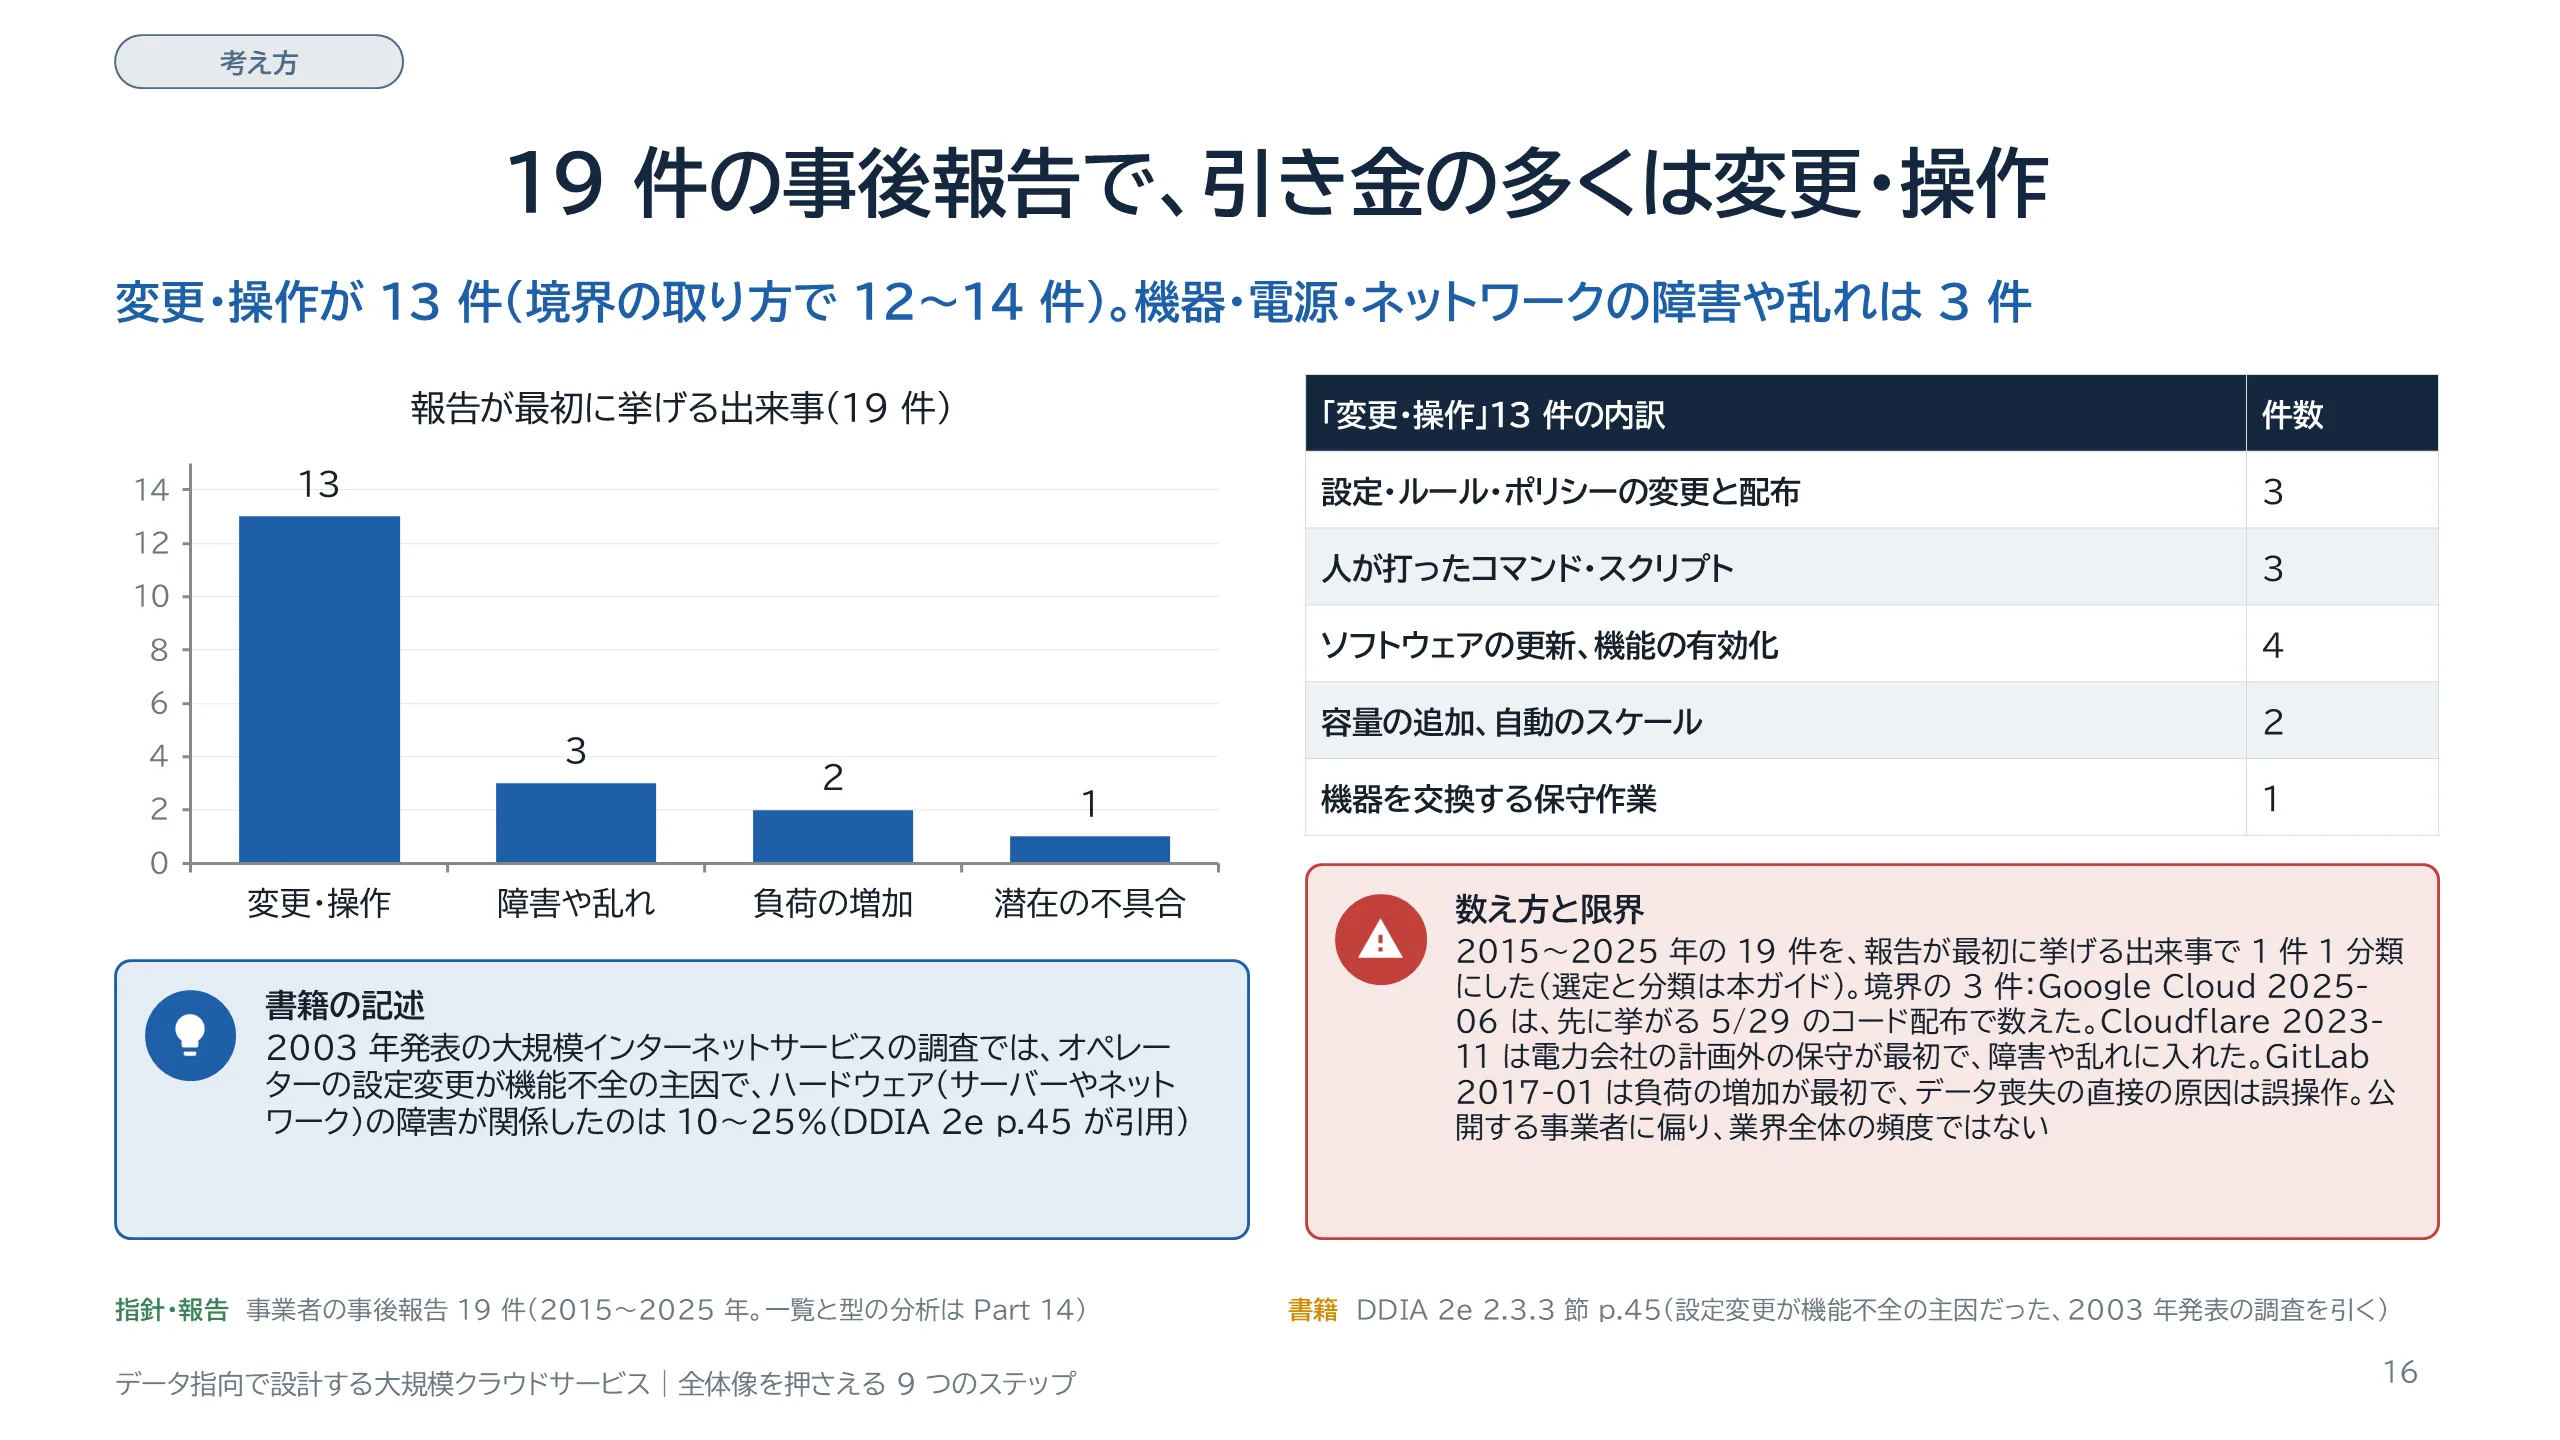 考え方
19 件の事後報告で、引き金の多くは変更・操作
変更・操作が 13 件（境界の取り方で 12～14 件）。機器・電源・ネットワークの障害や乱れは 3 件
報告が最初に挙げる出来事（19 件）
14
12
10
8
6
4
2
0
13
3
2
1
変更・操作
障害や乱れ
負荷の増加
潜在の不具合
「変更・操作」13 件の内訳 件数
設定・ルール・ポリシーの変更と配布 3
人が打ったコマンド・スクリプト 3
ソフトウェアの更新、機能の有効化 4
容量の追加、自動のスケール 2
機器を交換する保守作業 1
書籍の記述
2003 年発表の大規模インターネットサービスの調査では、オペレー
ターの設定変更が機能不全の主因で、ハードウェア（サーバーやネット
ワーク）の障害が関係したのは 10～25%（DDIA 2e p.45 が引用）
数え方と限界
2015～2025 年の 19 件を、報告が最初に挙げる出来事で 1 件 1 分類
にした（選定と分類は本ガイド）。境界の 3 件：Google Cloud 2025-
06 は、先に挙がる 5/29 のコード配布で数えた。Cloudflare 2023-
11 は電力会社の計画外の保守が最初で、障害や乱れに入れた。GitLab
2017-01 は負荷の増加が最初で、データ喪失の直接の原因は誤操作。公
開する事業者に偏り、業界全体の頻度ではない
指針・報告 事業者の事後報告 19 件（2015～2025 年。一覧と型の分析は Part 14）
書籍 DDIA 2e 2.3.3 節 p.45（設定変更が機能不全の主因だった、2003 年発表の調査を引く）
データ指向で設計する大規模クラウドサービス｜全体像を押さえる 9 つのステップ
16